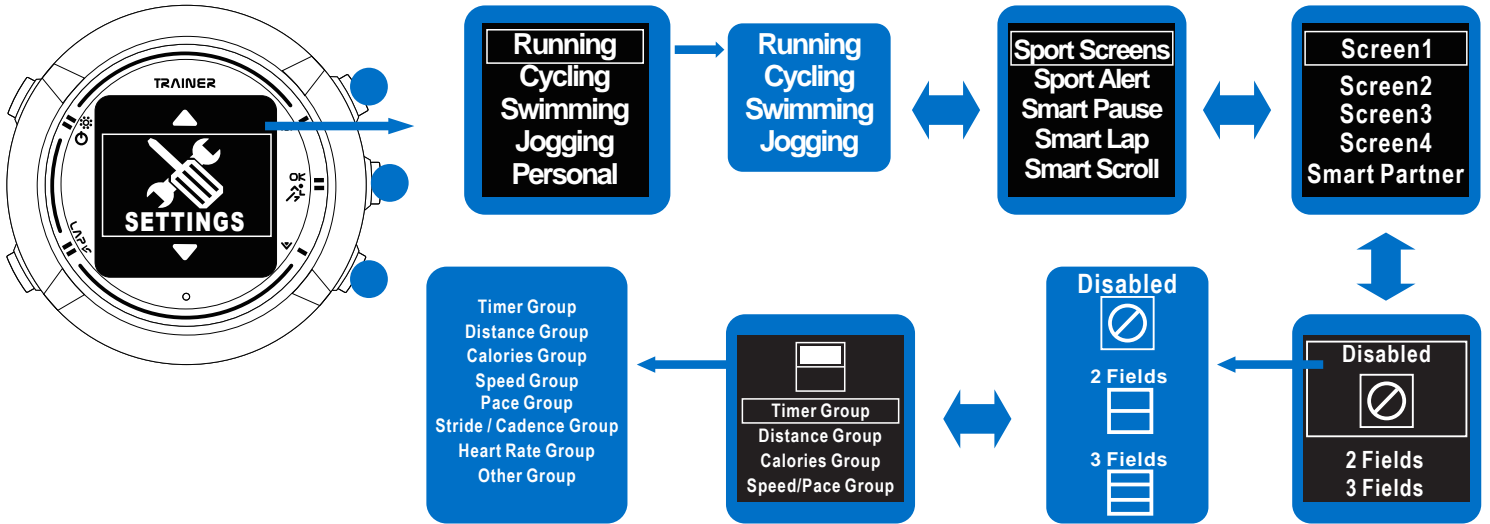 TRAINER
OK
LAP
SETTINGS
Running
Cycling
Swimming
Jogging
Personal
Running
Cycling
Swimming
Jogging
Sport Screens
Sport Alert
Smart Pause
Smart Lap
Smart Scroll
Screen1
Screen2
Screen3
Screen4
Smart Partner
Disabled
2 Fields
3 Fields
Disabled
2 Fields
3 Fields
Timer Group
Distance Group
Calories Group
Speed/Pace Group
Timer Group
Distance Group
Calories Group
Speed Group
Pace Group
Stride / Cadence Group
Heart Rate Group
Other Group